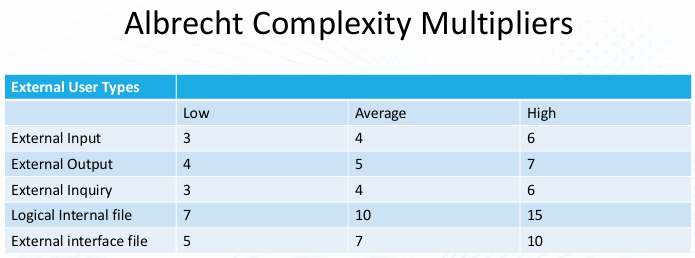 Albrecht Complexity Multipliers
External User Types
Low Average High
External Input 3 4 6
External Output 4 5 7
External Inquiry 3 4 6
Logical Internal file 7 10 15
External interface file 5 7 10